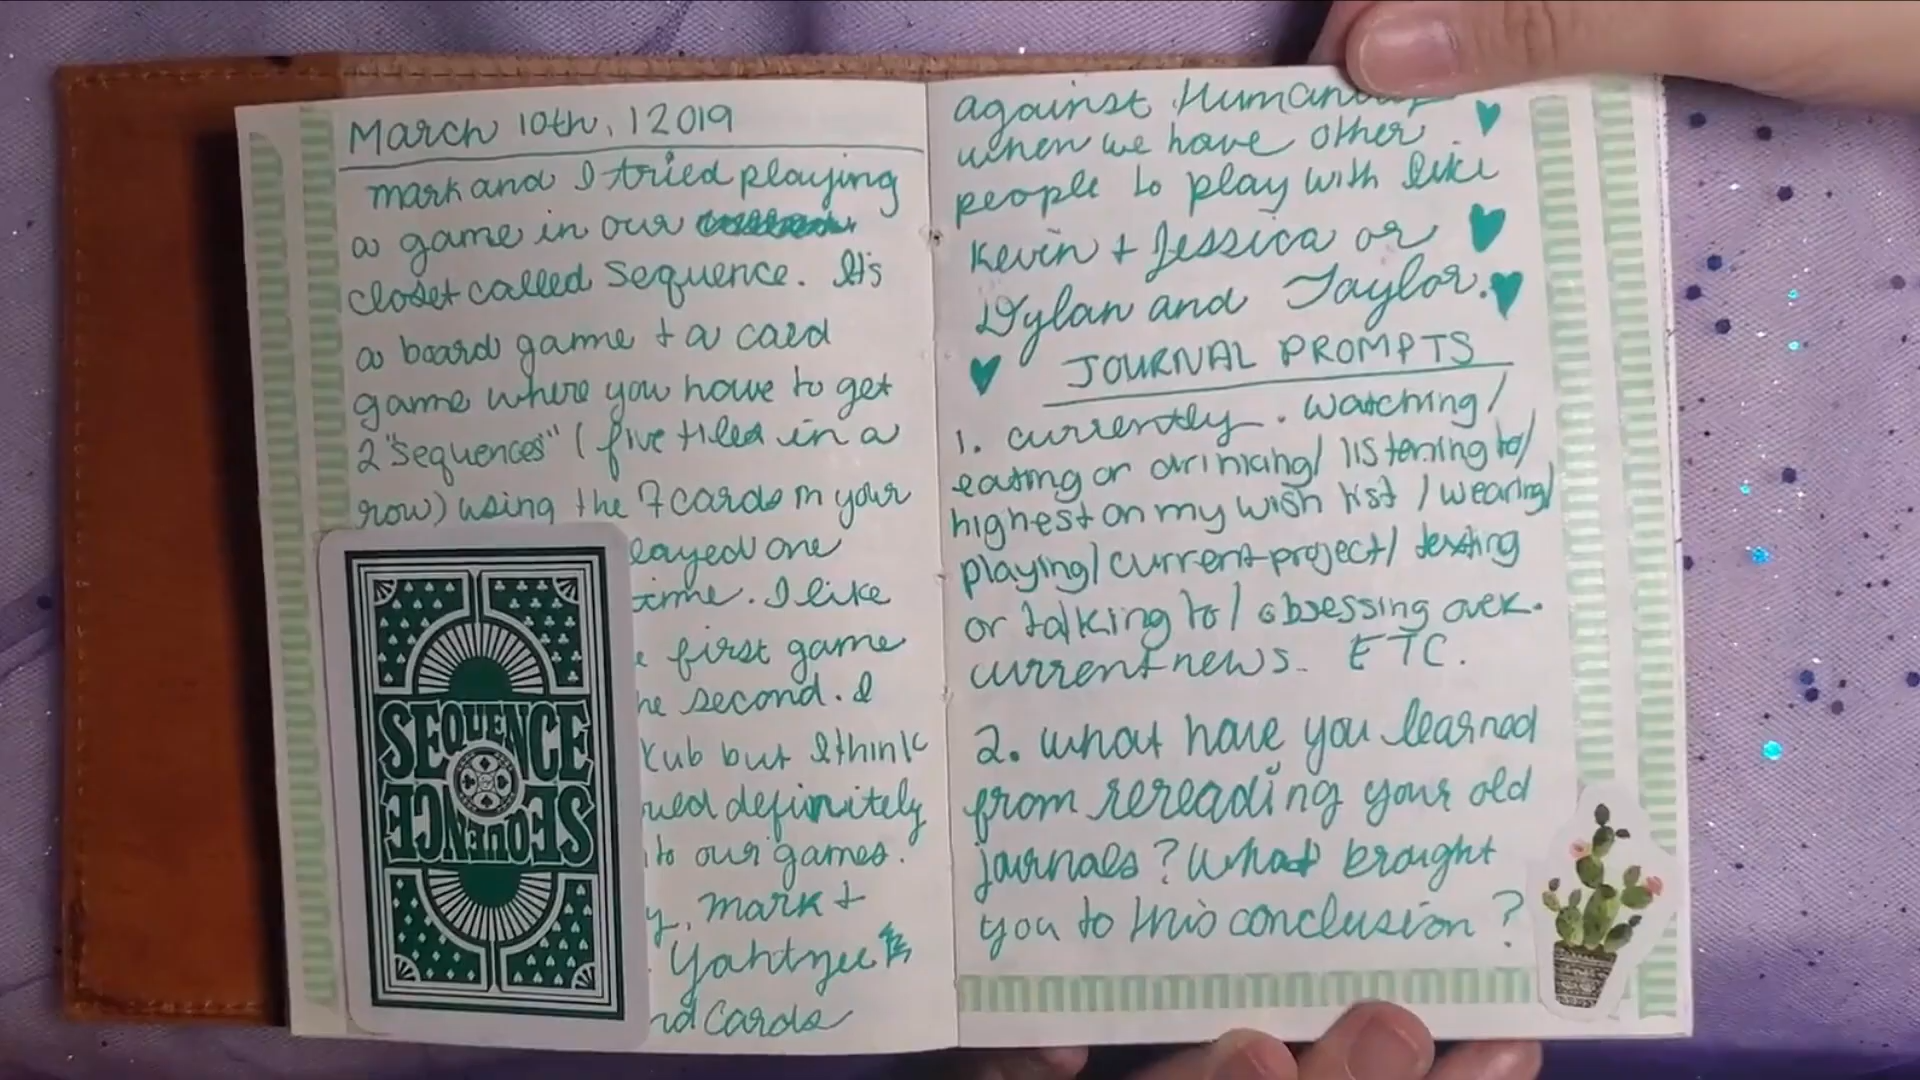 March 10th, 12019
Mark and I tried playing
a game in our
closet called Sequence. It's
a board game + a card
game where you have to get
2 "sequences" (five tiles in a
row) using the 7 cards in your
layed one
time. I like
first game
he second. I
Kub but I think
ued definitely
to our games.
y, Mark +
Yahtzee
nd Cards
SEQUENCE
SEQUENCE
against Humanity
when we have other
people to play with like
Kevin + Jessica or
Dylan and Taylor.
JOURNAL PROMPTS
1. currently. watching/
eating or drinking/ listening to/
highest on my wish list / wearing/
playing/ current project/ texting
or talking to/ obsessing over.
current news. ETC.
2. what have you learned
from rereading your old
journals? What brought
you to this conclusion?